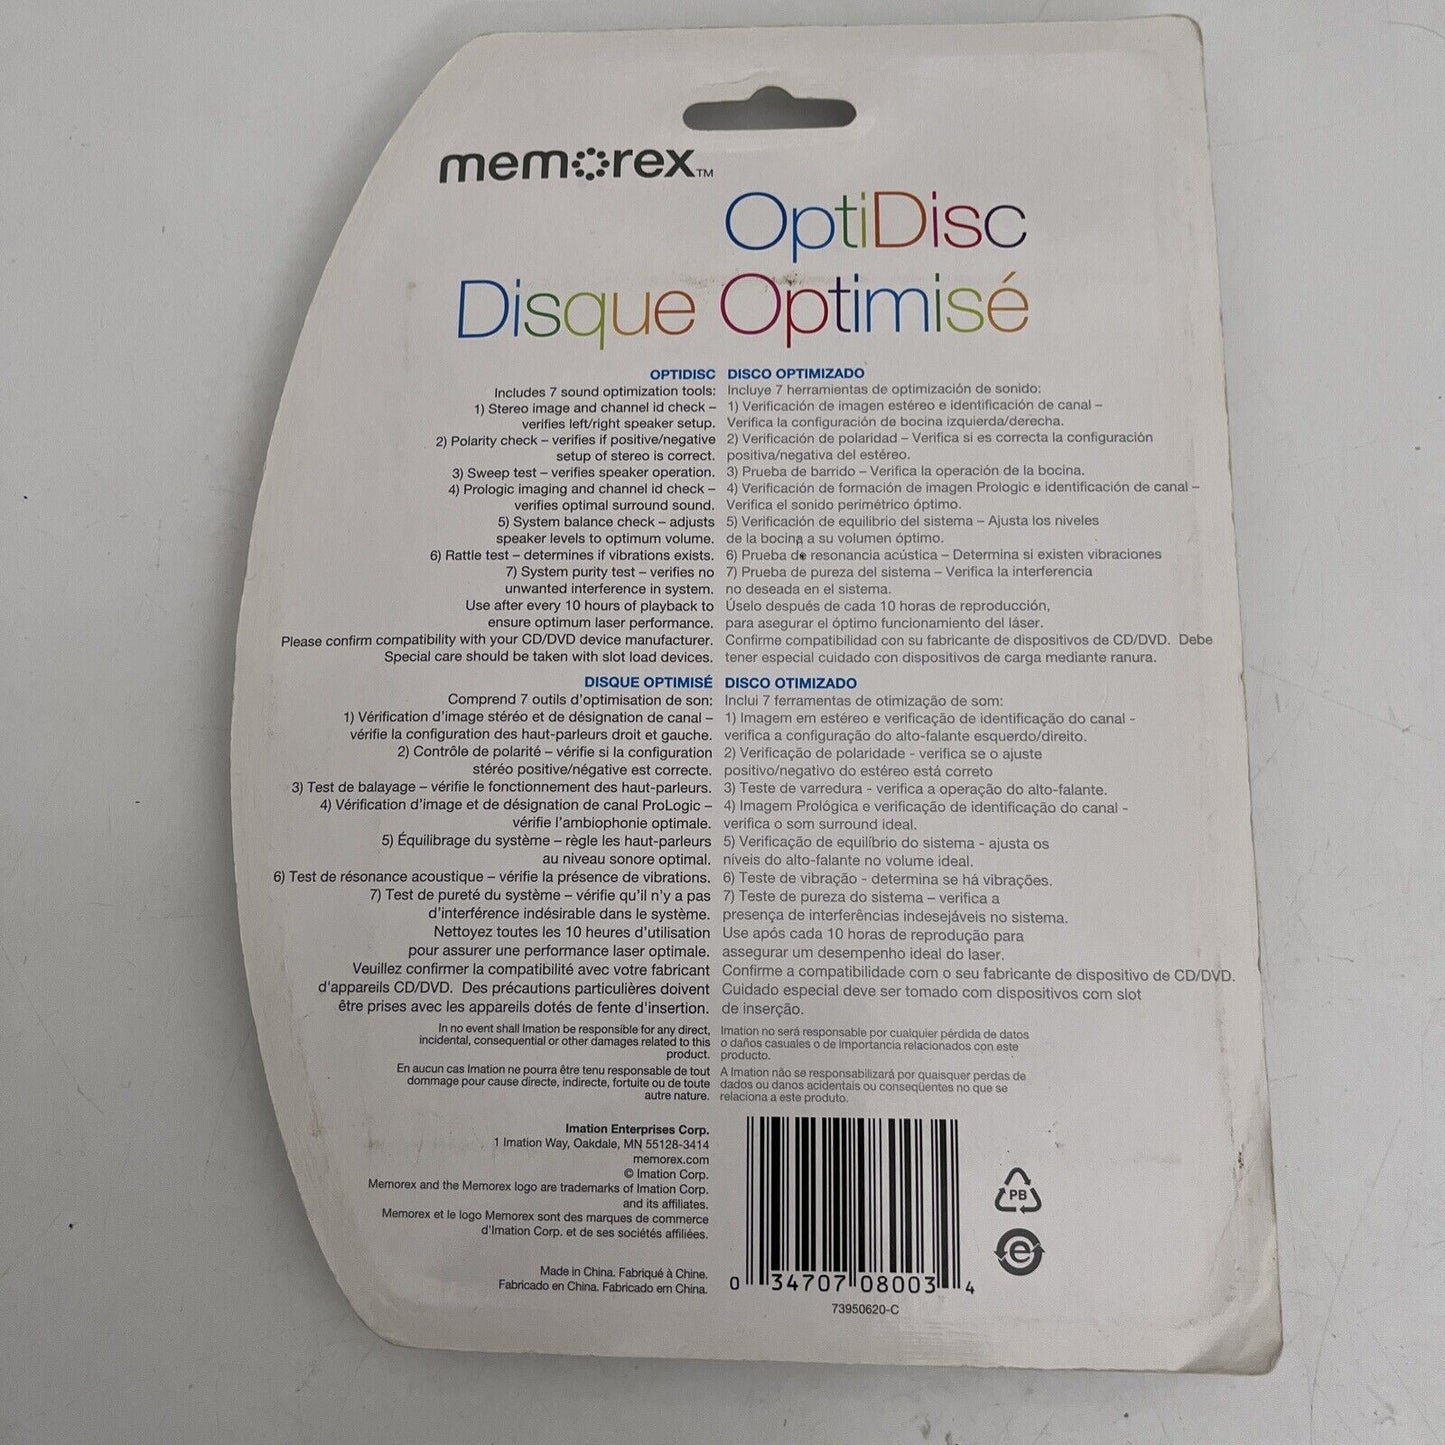 memorex™
OptiDisc
Disque Optimisé
OPTIDISC
Includes 7 sound optimization tools:
1) Stereo image and channel id check –
verifies left/right speaker setup.
2) Polarity check – verifies if positive/negative
setup of stereo is correct.
3) Sweep test – verifies speaker operation.
4) Prologic imaging and channel id check –
verifies optimal surround sound.
5) System balance check – adjusts
speaker levels to optimum volume.
6) Rattle test – determines if vibrations exists.
7) System purity test – verifies no
unwanted interference in system.
Use after every 10 hours of playback to
ensure optimum laser performance.
Please confirm compatibility with your CD/DVD device manufacturer.
Special care should be taken with slot load devices.
DISCO OPTIMIZADO
Incluye 7 herramientas de optimización de sonido:
1) Verificación de imagen estéreo e identificación de canal –
Verifica la configuración de bocina izquierda/derecha.
2) Verificación de polaridad – Verifica si es correcta la configuración
positiva/negativa del estéreo.
3) Prueba de barrido – Verifica la operación de la bocina.
4) Verificación de formación de imagen Prologic e identificación de canal –
Verifica el sonido perimétrico óptimo.
5) Verificación de equilibrio del sistema – Ajusta los niveles
de la bocina a su volumen óptimo.
6) Prueba de resonancia acústica – Determina si existen vibraciones
7) Prueba de pureza del sistema – Verifica la interferencia
no deseada en el sistema.
Úselo después de cada 10 horas de reproducción,
para asegurar el óptimo funcionamiento del láser.
Confirme compatibilidad con su fabricante de dispositivos de CD/DVD. Debe
tener especial cuidado con dispositivos de carga mediante ranura.
DISQUE OPTIMISÉ
Comprend 7 outils d'optimisation de son:
1) Vérification d'image stéréo et de désignation de canal –
vérifie la configuration des haut-parleurs droit et gauche.
2) Contrôle de polarité – vérifie si la configuration
stéréo positive/négative est correcte.
3) Test de balayage – vérifie le fonctionnement des haut-parleurs.
4) Vérification d'image et de désignation de canal ProLogic –
vérifie l'ambiophonie optimale.
5) Équilibrage du système – règle les haut-parleurs
au niveau sonore optimal.
6) Test de résonance acoustique – vérifie la présence de vibrations.
7) Test de pureté du système – vérifie qu'il n'y a pas
d'interférence indésirable dans le système.
Nettoyez toutes les 10 heures d'utilisation
pour assurer une performance laser optimale.
Veuillez confirmer la compatibilité avec votre fabricant
d'appareils CD/DVD. Des précautions particulières doivent
être prises avec les appareils dotés de fente d'insertion.
DISCO OTIMIZADO
Inclui 7 ferramentas de otimização de som:
1) Imagem em estéreo e verificação de identificação do canal -
verifica a configuração do alto-falante esquerdo/direito.
2) Verificação de polaridade - verifica se o ajuste
positivo/negativo do estéreo está correto
3) Teste de varredura - verifica a operação do alto-falante.
4) Imagem Prológica e verificação de identificação do canal -
verifica o som surround ideal.
5) Verificação de equilíbrio do sistema - ajusta os
níveis do alto-falante no volume ideal.
6) Teste de vibração - determina se há vibrações.
7) Teste de pureza do sistema – verifica a
presença de interferências indesejáveis no sistema.
Use após cada 10 horas de reprodução para
assegurar um desempenho ideal do laser.
Confirme a compatibilidade com o seu fabricante de dispositivo de CD/DVD.
Cuidado especial deve ser tomado com dispositivos com slot
de inserção.
In no event shall Imation be responsible for any direct,
incidental, consequential or other damages related to this
product.
En aucun cas Imation ne pourra être tenu responsable de tout
dommage pour cause directe, indirecte, fortuite ou de toute
autre nature.
Imation no será responsable por cualquier pérdida de datos
o daños casuales o de importancia relacionados con este
producto.
A Imation não se responsabilizará por quaisquer perdas de
dados ou danos acidentais ou conseqüentes no que se
relaciona a este produto.
Imation Enterprises Corp.
1 Imation Way, Oakdale, MN 55128-3414
memorex.com
© Imation Corp.
Memorex and the Memorex logo are trademarks of Imation Corp.
and its affiliates.
Memorex et le logo Memorex sont des marques de commerce
d'Imation Corp. et de ses sociétés affiliées.
Made in China. Fabriqué à Chine.
Fabricado en China. Fabricado em China.
0 34707 08003 4
73950620-C
PB
e